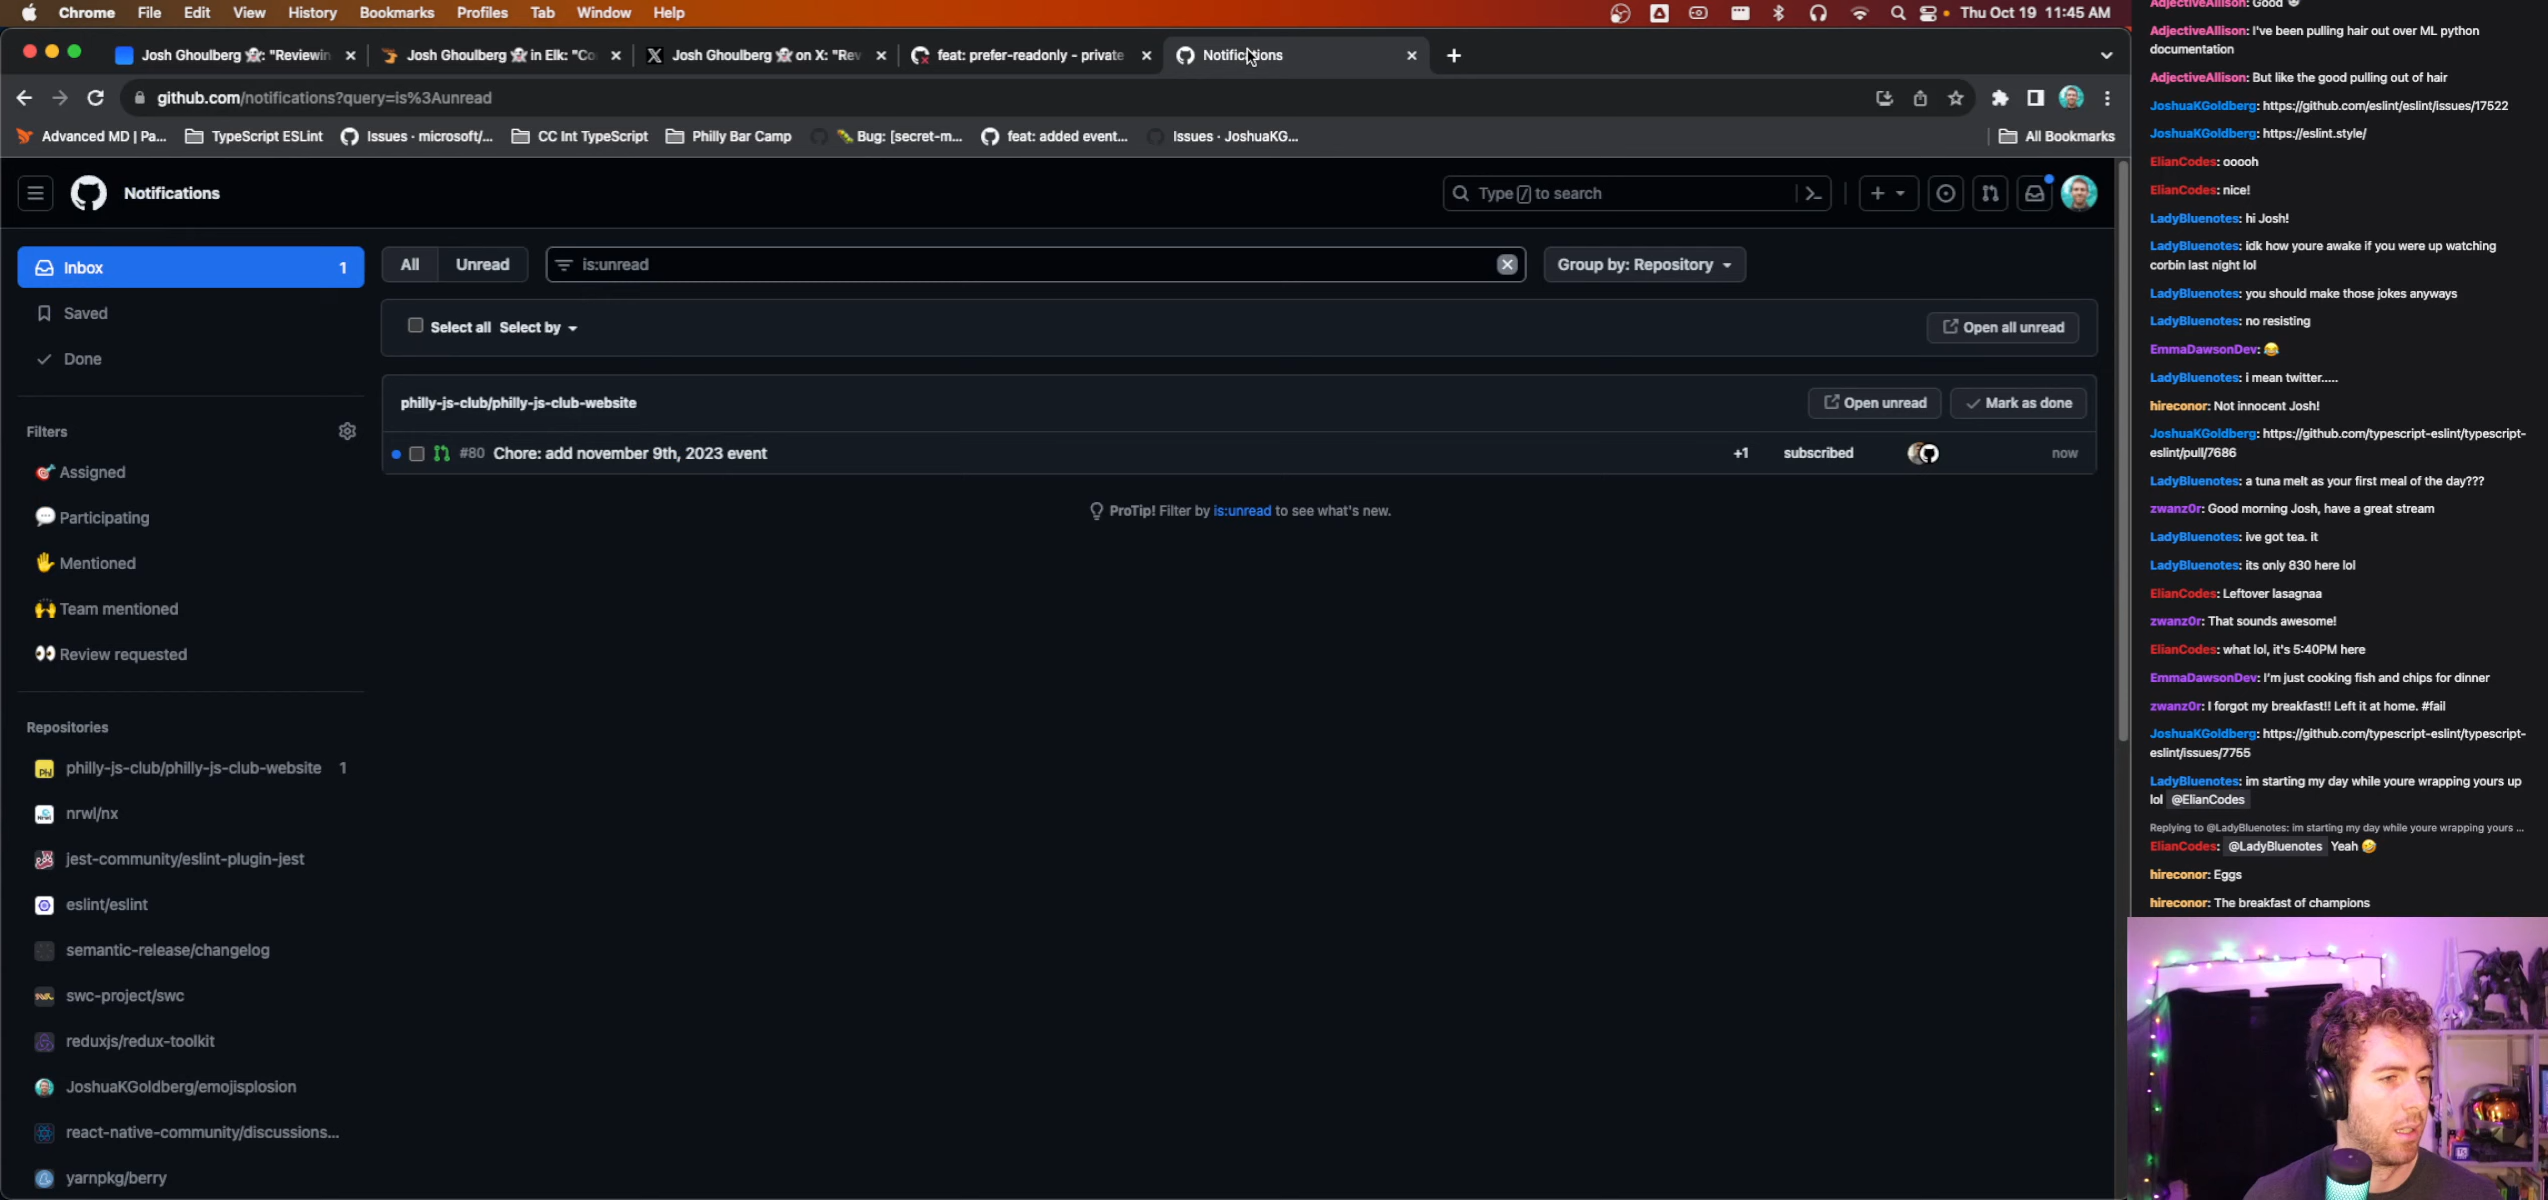 Chrome File Edit View History Bookmarks Profiles Tab Window Help
Thu Oct 19 11:45 AM
Josh Ghoulberg 👻: "Reviewin
Josh Ghoulberg 👻 in Elk: "Co
Josh Ghoulberg 👻 on X: "Rev
feat: prefer-readonly - private
Notifications
github.com/notifications?query=is%3Aunread
Advanced MD | Pa...
TypeScript ESLint
Issues · microsoft/...
CC Int TypeScript
Philly Bar Camp
🐛 Bug: [secret-m...
feat: added event...
Issues · JoshuaKG...
All Bookmarks
Notifications
Type / to search
Inbox 1
Saved
Done
Filters
🎯 Assigned
💬 Participating
✋ Mentioned
🙌 Team mentioned
👀 Review requested
Repositories
philly-js-club/philly-js-club-website 1
nrwl/nx
jest-community/eslint-plugin-jest
eslint/eslint
semantic-release/changelog
swc-project/swc
reduxjs/redux-toolkit
JoshuaKGoldberg/emojisplosion
react-native-community/discussions...
yarnpkg/berry
All
Unread
is:unread
Group by: Repository
Select all Select by
Open all unread
philly-js-club/philly-js-club-website
Open unread
Mark as done
#80 Chore: add november 9th, 2023 event
+1 subscribed now
ProTip! Filter by is:unread to see what's new.
AdjectiveAllison: Good
AdjectiveAllison: I've been pulling hair out over ML python
documentation
AdjectiveAllison: But like the good pulling out of hair
JoshuaKGoldberg: https://github.com/eslint/eslint/issues/17522
JoshuaKGoldberg: https://eslint.style/
ElianCodes: ooooh
ElianCodes: nice!
LadyBluenotes: hi Josh!
LadyBluenotes: idk how youre awake if you were up watching
corbin last night lol
LadyBluenotes: you should make those jokes anyways
LadyBluenotes: no resisting
EmmaDawsonDev: 😂
LadyBluenotes: i mean twitter.....
hireconor: Not innocent Josh!
JoshuaKGoldberg: https://github.com/typescript-eslint/typescript-
eslint/pull/7686
LadyBluenotes: a tuna melt as your first meal of the day???
zwanz0r: Good morning Josh, have a great stream
LadyBluenotes: ive got tea. it
LadyBluenotes: its only 830 here lol
ElianCodes: Leftover lasagnaa
zwanz0r: That sounds awesome!
ElianCodes: what lol, it's 5:40PM here
EmmaDawsonDev: I'm just cooking fish and chips for dinner
zwanz0r: I forgot my breakfast!! Left it at home. #fail
JoshuaKGoldberg: https://github.com/typescript-eslint/typescript-
eslint/issues/7755
LadyBluenotes: im starting my day while youre wrapping yours up
lol @ElianCodes
Replying to @LadyBluenotes: im starting my day while youre wrapping yours ...
ElianCodes: @LadyBluenotes Yeah 🤣
hireconor: Eggs
hireconor: The breakfast of champions